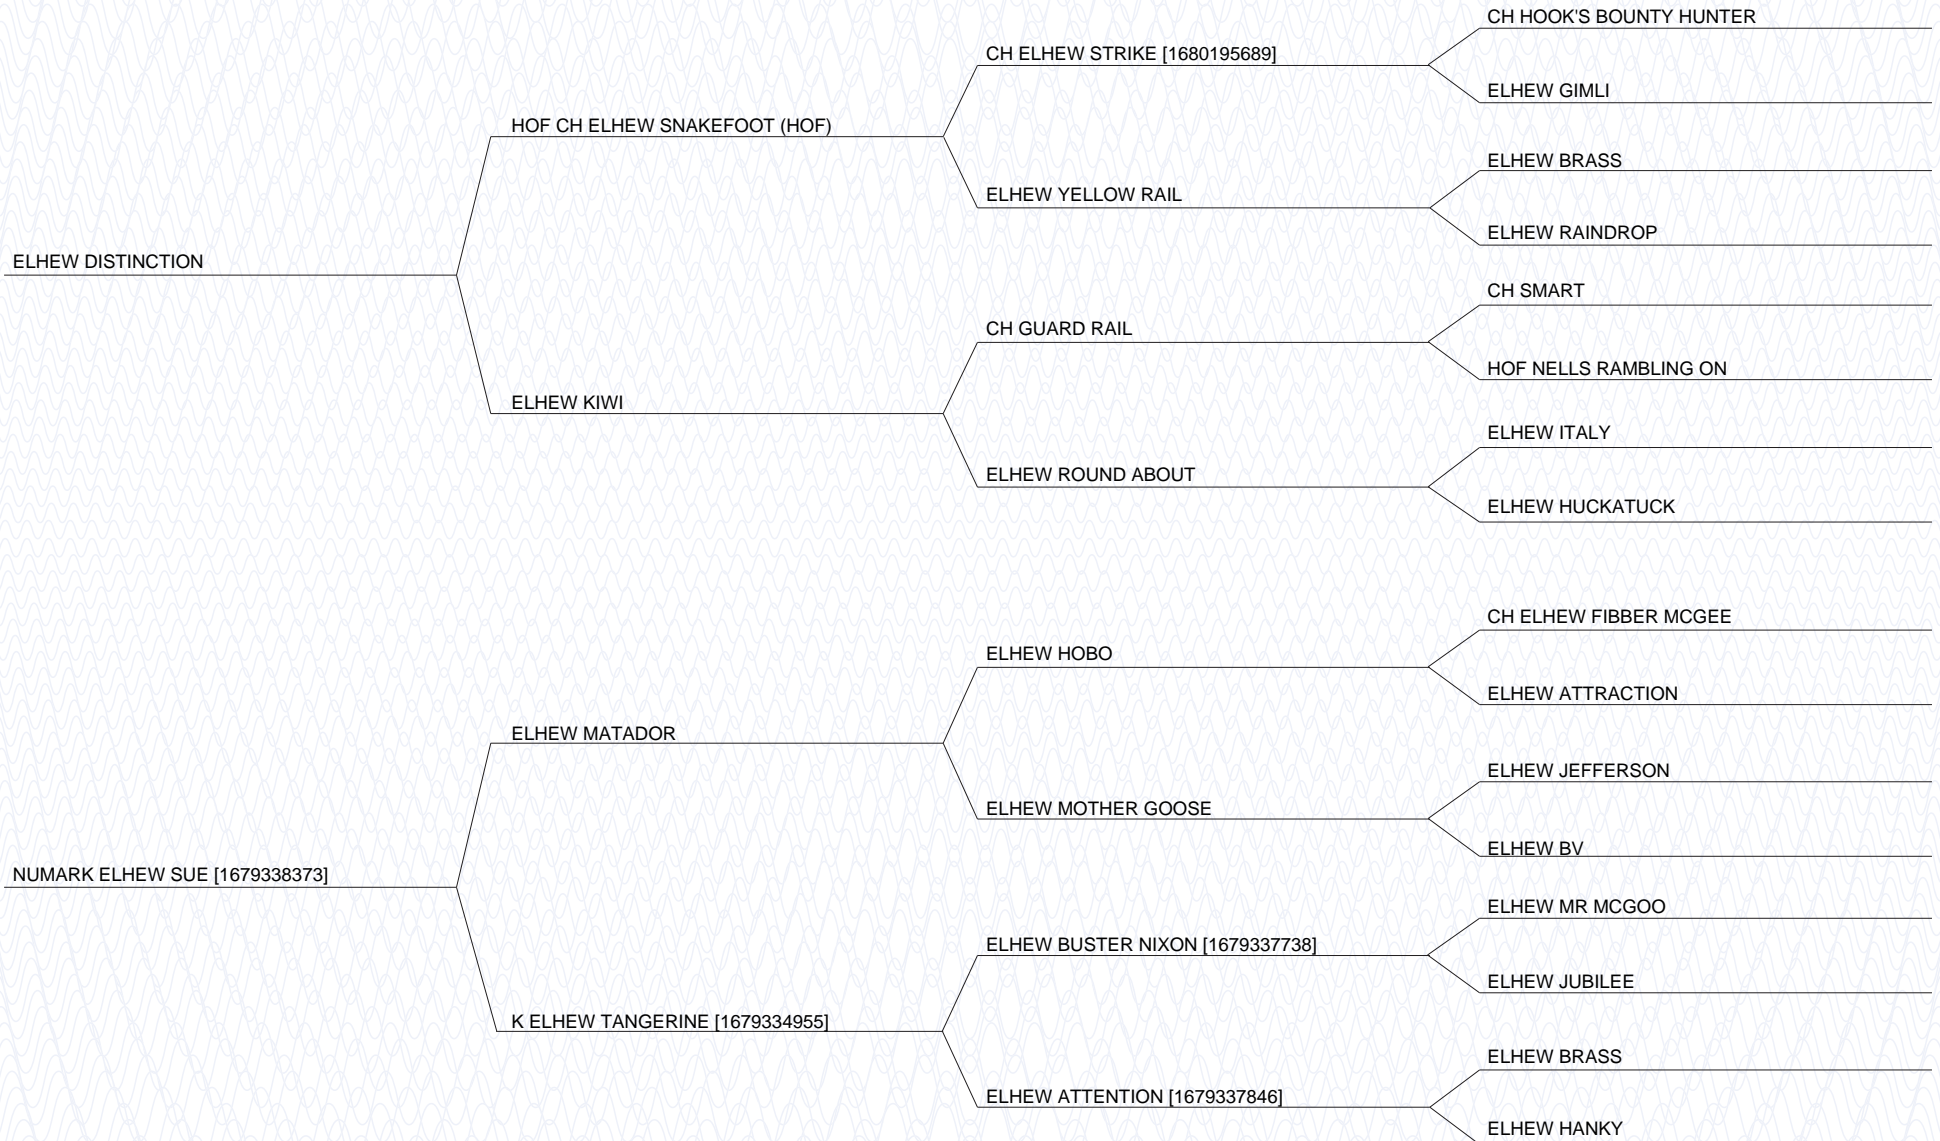 CH HOOK'S BOUNTY HUNTER
CH ELHEW STRIKE [1680195689]
ELHEW GIMLI
HOF CH ELHEW SNAKEFOOT (HOF)
ELHEW BRASS
ELHEW YELLOW RAIL
ELHEW RAINDROP
ELHEW DISTINCTION
CH SMART
CH GUARD RAIL
HOF NELLS RAMBLING ON
ELHEW KIWI
ELHEW ITALY
ELHEW ROUND ABOUT
ELHEW HUCKATUCK
CH ELHEW FIBBER MCGEE
ELHEW HOBO
ELHEW ATTRACTION
ELHEW MATADOR
ELHEW JEFFERSON
ELHEW MOTHER GOOSE
ELHEW BV
NUMARK ELHEW SUE [1679338373]
ELHEW MR MCGOO
ELHEW BUSTER NIXON [1679337738]
ELHEW JUBILEE
K ELHEW TANGERINE [1679334955]
ELHEW BRASS
ELHEW ATTENTION [1679337846]
ELHEW HANKY